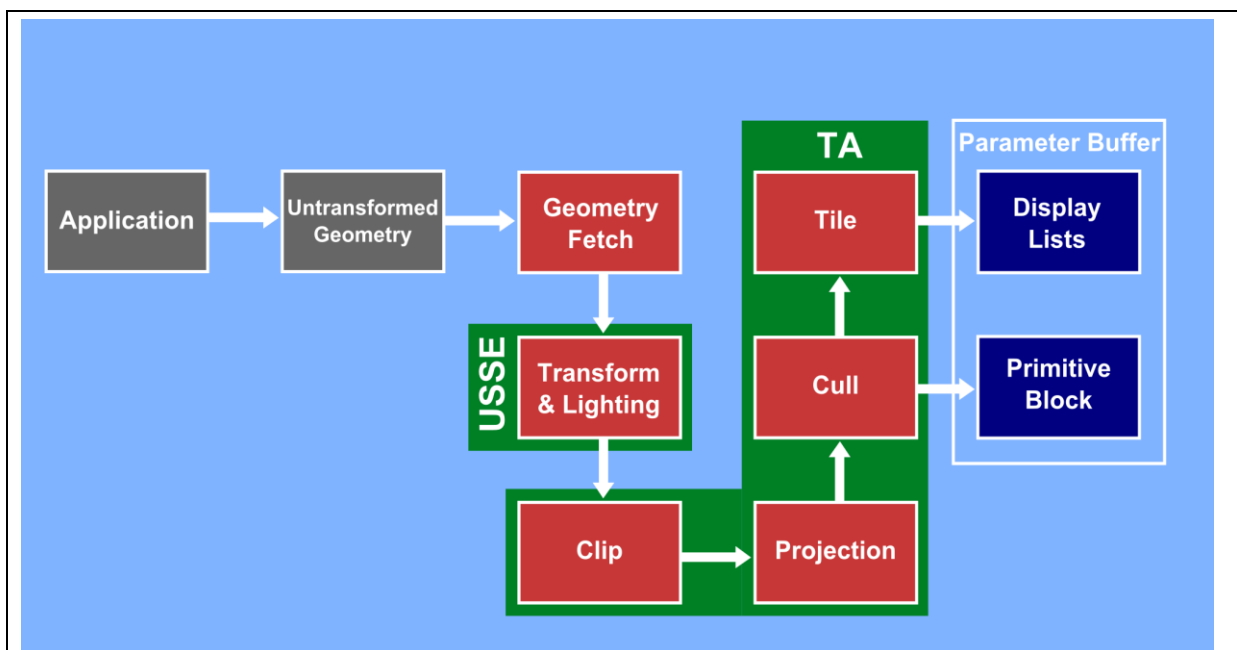 Application
Untransformed
Geometry
Geometry
Fetch
USSE
Transform
& Lighting
Clip
TA
Tile
Cull
Projection
Parameter Buffer
Display
Lists
Primitive
Block